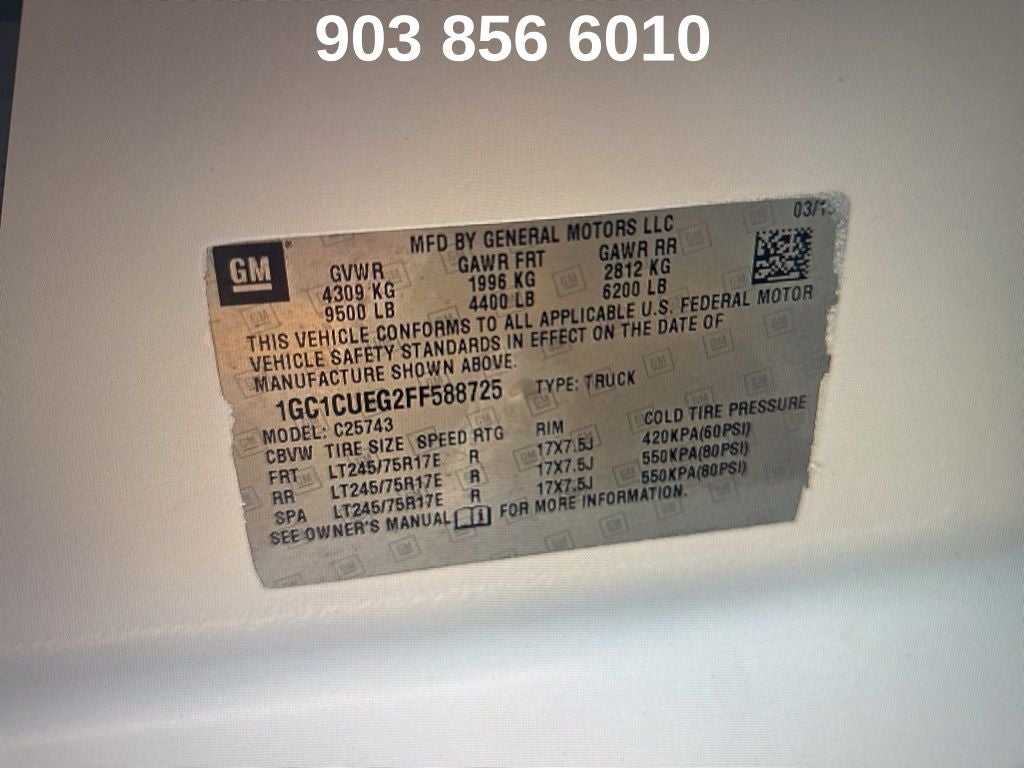 903 856 6010
03/15
MFD BY GENERAL MOTORS LLC
GM
GVWR GAWR FRT GAWR RR
4309 KG 1996 KG 2812 KG
9500 LB 4400 LB 6200 LB
THIS VEHICLE CONFORMS TO ALL APPLICABLE U.S. FEDERAL MOTOR
VEHICLE SAFETY STANDARDS IN EFFECT ON THE DATE OF
MANUFACTURE SHOWN ABOVE.
1GC1CUEG2FF588725 TYPE: TRUCK
MODEL: C25743
CBVW TIRE SIZE SPEED RTG RIM COLD TIRE PRESSURE
FRT LT245/75R17E R 17X7.5J 420KPA(60PSI)
RR LT245/75R17E R 17X7.5J 550KPA(80PSI)
SPA LT245/75R17E R 17X7.5J 550KPA(80PSI)
SEE OWNER'S MANUAL FOR MORE INFORMATION.